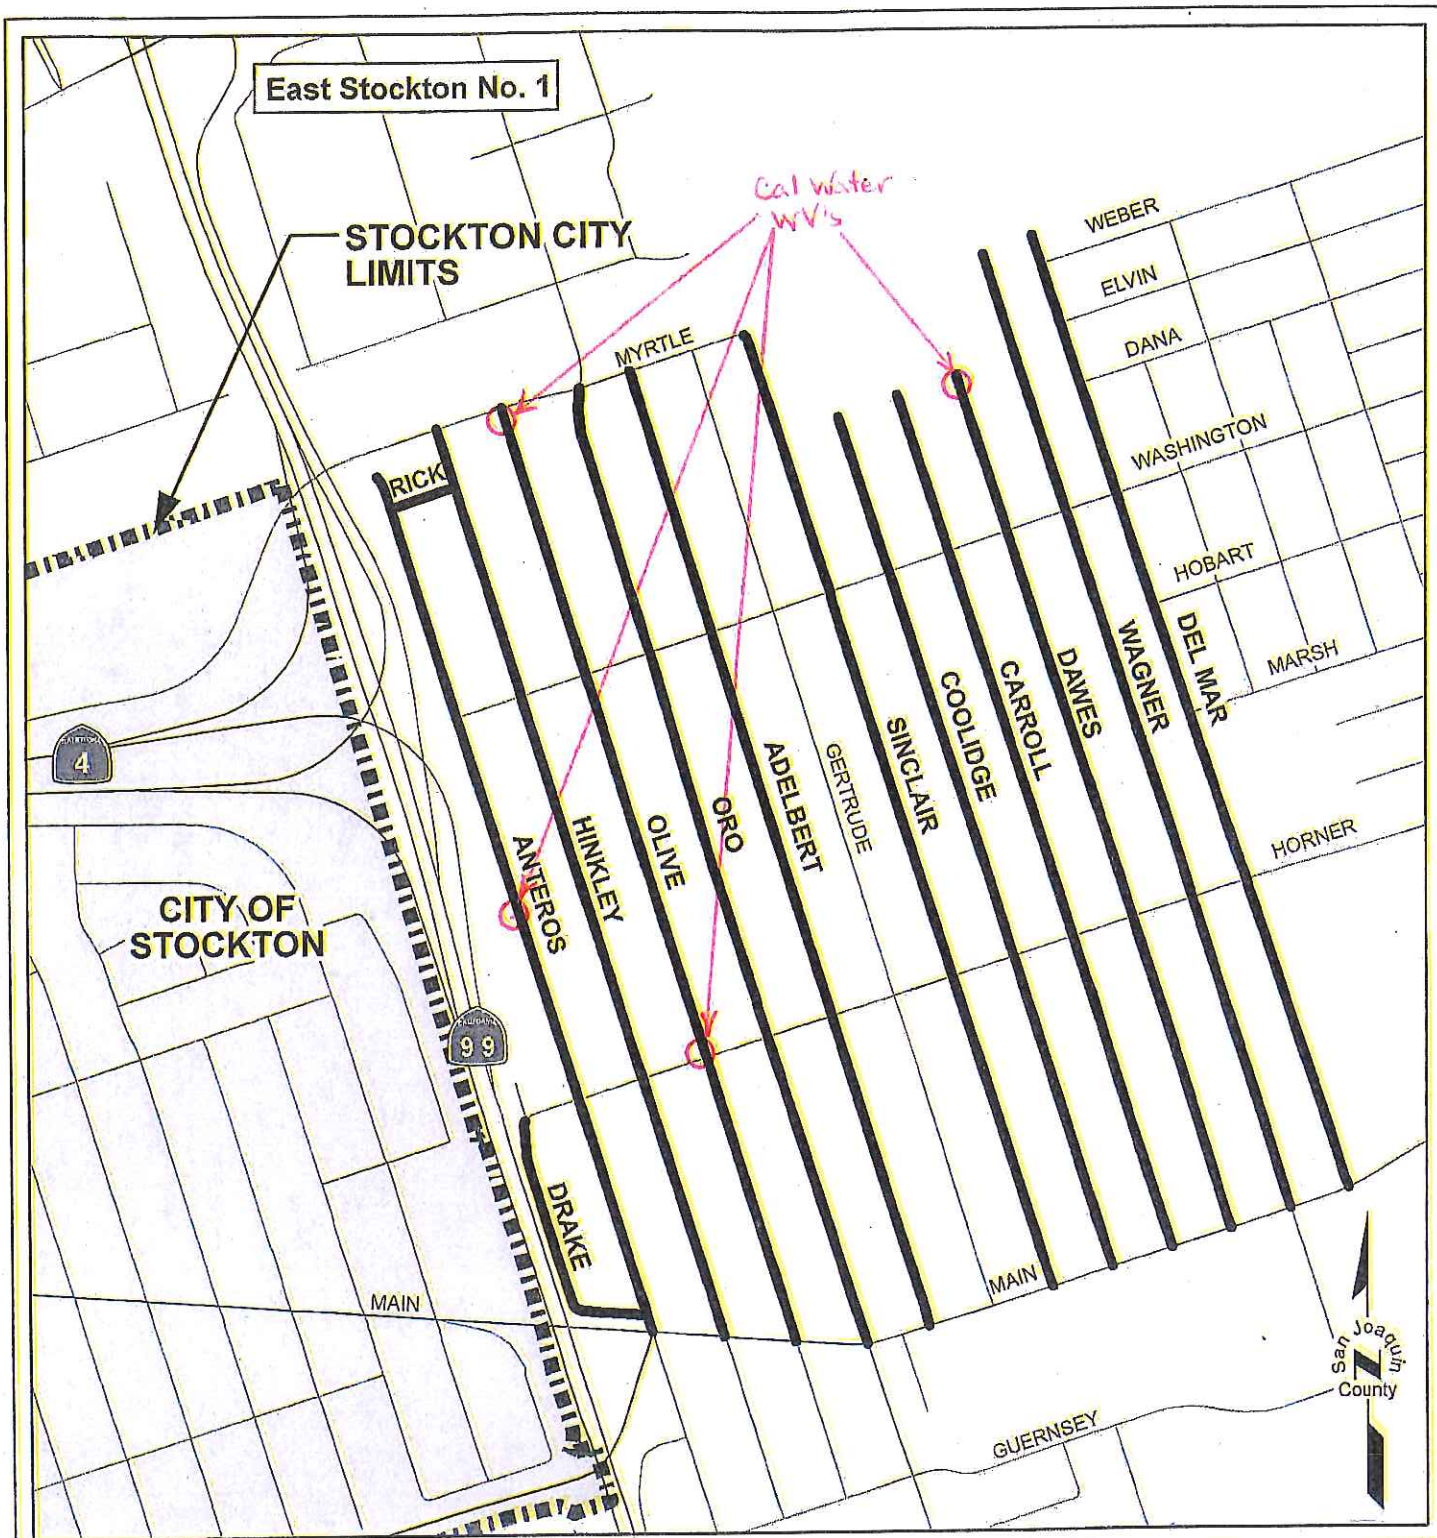 East Stockton No. 1
Cal Water
WV's
STOCKTON CITY
LIMITS
WEBER
ELVIN
DANA
MYRTLE
WASHINGTON
RICK
HOBART
MARSH
DEL MAR
WAGNER
DAWES
CARROLL
COOLIDGE
SINCLAIR
GERTRUDE
ADELBERT
ORO
OLIVE
HINKLEY
ANTEROS
HORNER
CALIFORNIA
4
CITY OF
STOCKTON
CALIFORNIA
99
DRAKE
MAIN
MAIN
GUERNSEY
San Joaquin
County